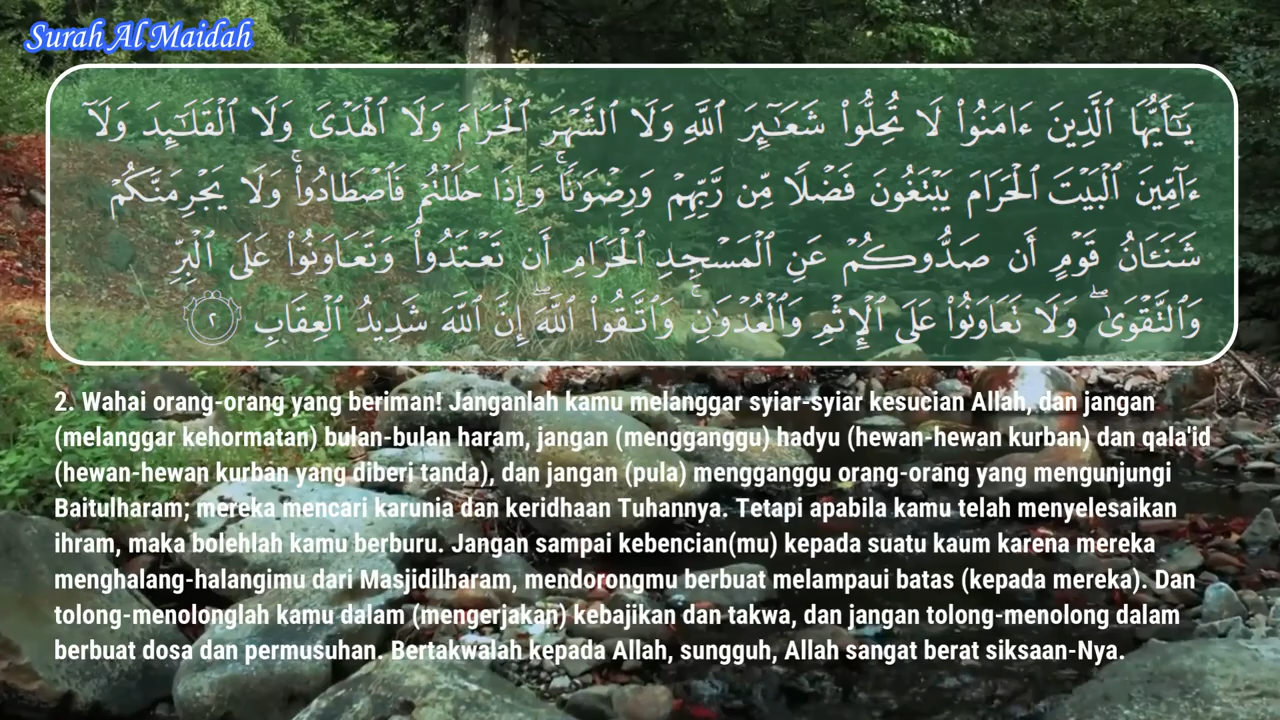 Surah Al Maidah
يَٰٓأَيُّهَا ٱلَّذِينَ ءَامَنُوا۟ لَا تُحِلُّوا۟ شَعَٰٓئِرَ ٱللَّهِ وَلَا ٱلشَّهْرَ ٱلْحَرَامَ وَلَا ٱلْهَدْىَ وَلَا ٱلْقَلَٰٓئِدَ وَلَآ
ءَآمِّينَ ٱلْبَيْتَ ٱلْحَرَامَ يَبْتَغُونَ فَضْلًا مِّن رَّبِّهِمْ وَرِضْوَٰنًا ۚ وَإِذَا حَلَلْتُمْ فَٱصْطَادُوا۟ ۚ وَلَا يَجْرِمَنَّكُمْ
شَنَـَٔانُ قَوْمٍ أَن صَدُّوكُمْ عَنِ ٱلْمَسْجِدِ ٱلْحَرَامِ أَن تَعْتَدُوا۟ ۘ وَتَعَاوَنُوا۟ عَلَى ٱلْبِرِّ
وَٱلتَّقْوَىٰ ۖ وَلَا تَعَاوَنُوا۟ عَلَى ٱلْإِثْمِ وَٱلْعُدْوَٰنِ ۚ وَٱتَّقُوا۟ ٱللَّهَ ۖ إِنَّ ٱللَّهَ شَدِيدُ ٱلْعِقَابِ ٢
2. Wahai orang-orang yang beriman! Janganlah kamu melanggar syiar-syiar kesucian Allah, dan jangan
(melanggar kehormatan) bulan-bulan haram, jangan (mengganggu) hadyu (hewan-hewan kurban) dan qala'id
(hewan-hewan kurban yang diberi tanda), dan jangan (pula) mengganggu orang-orang yang mengunjungi
Baitulharam; mereka mencari karunia dan keridhaan Tuhannya. Tetapi apabila kamu telah menyelesaikan
ihram, maka bolehlah kamu berburu. Jangan sampai kebencian(mu) kepada suatu kaum karena mereka
menghalang-halangimu dari Masjidilharam, mendorongmu berbuat melampaui batas (kepada mereka). Dan
tolong-menolonglah kamu dalam (mengerjakan) kebajikan dan takwa, dan jangan tolong-menolong dalam
berbuat dosa dan permusuhan. Bertakwalah kepada Allah, sungguh, Allah sangat berat siksaan-Nya.